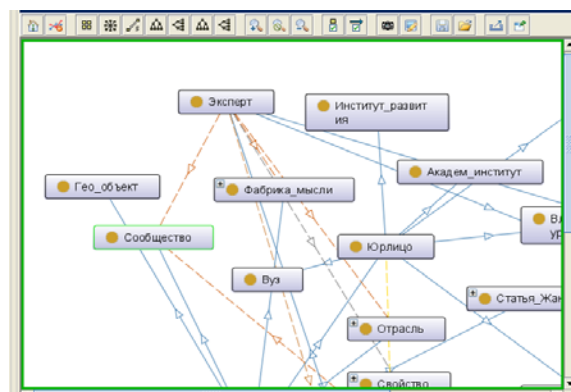 Эксперт
Институт_развит
ия
Академ_институт
Гео_объект
Фабрика_мысли
Сообщество
Юрлицо
Вуз
Статья_Жан
Отрасль
Свойство